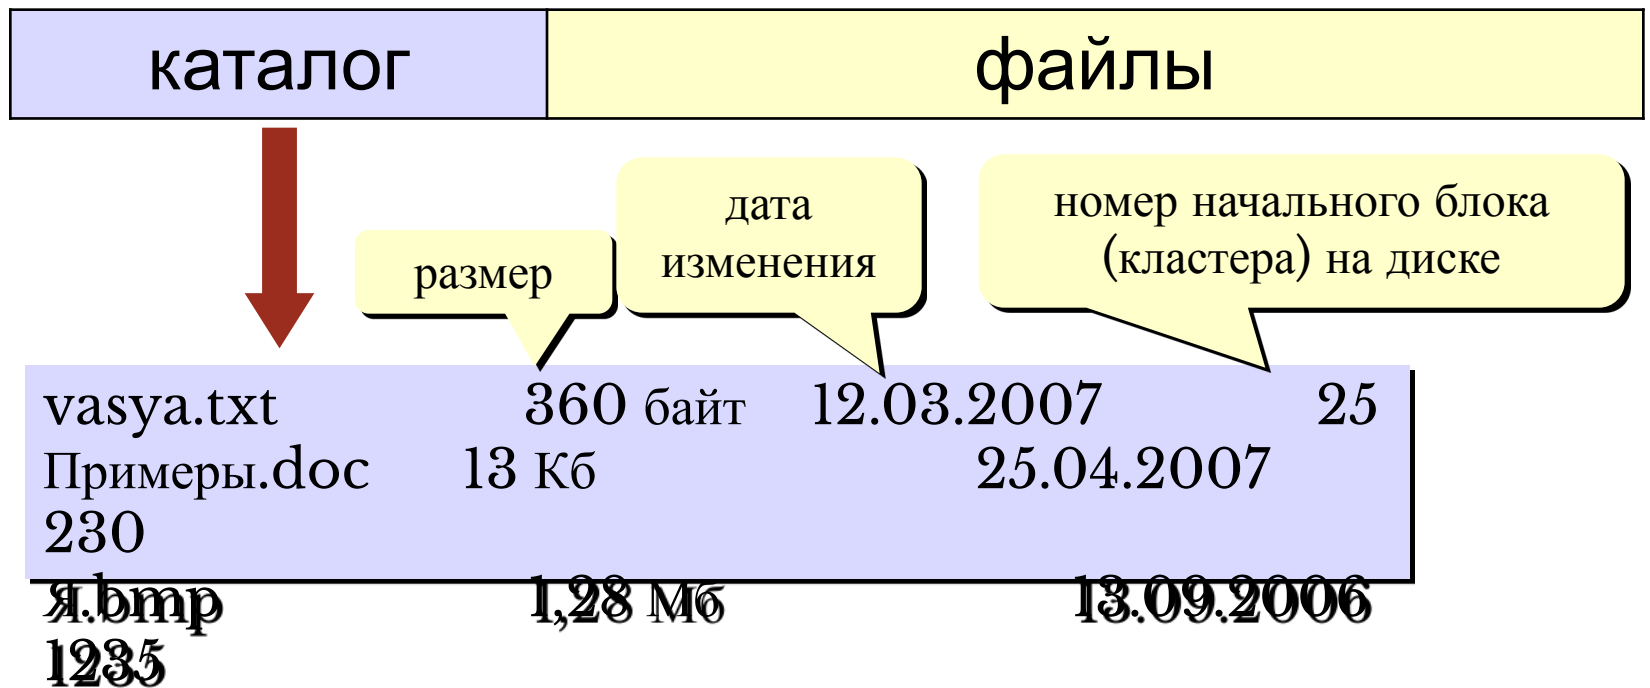 каталог файлы
размер
дата
изменения
номер начального блока
(кластера) на диске
vasya.txt 360 байт 12.03.2007 25
Примеры.doc 13 Кб 25.04.2007
230
Я.bmp 1,28 Мб 13.09.2006
1235